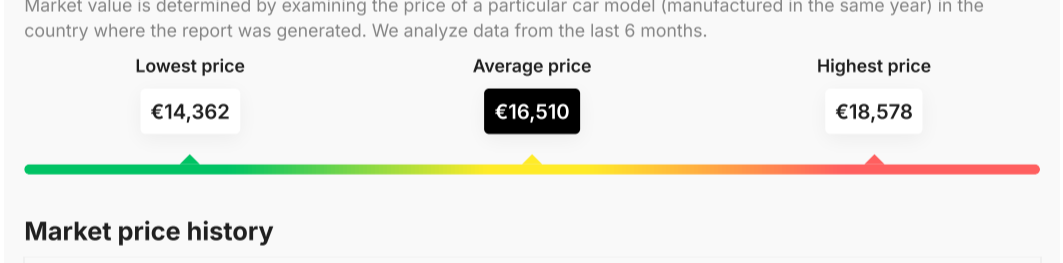 Market value is determined by examining the price of a particular car model (manufactured in the same year) in the
country where the report was generated. We analyze data from the last 6 months.
Lowest price Average price Highest price
€14,362 €16,510 €18,578
Market price history